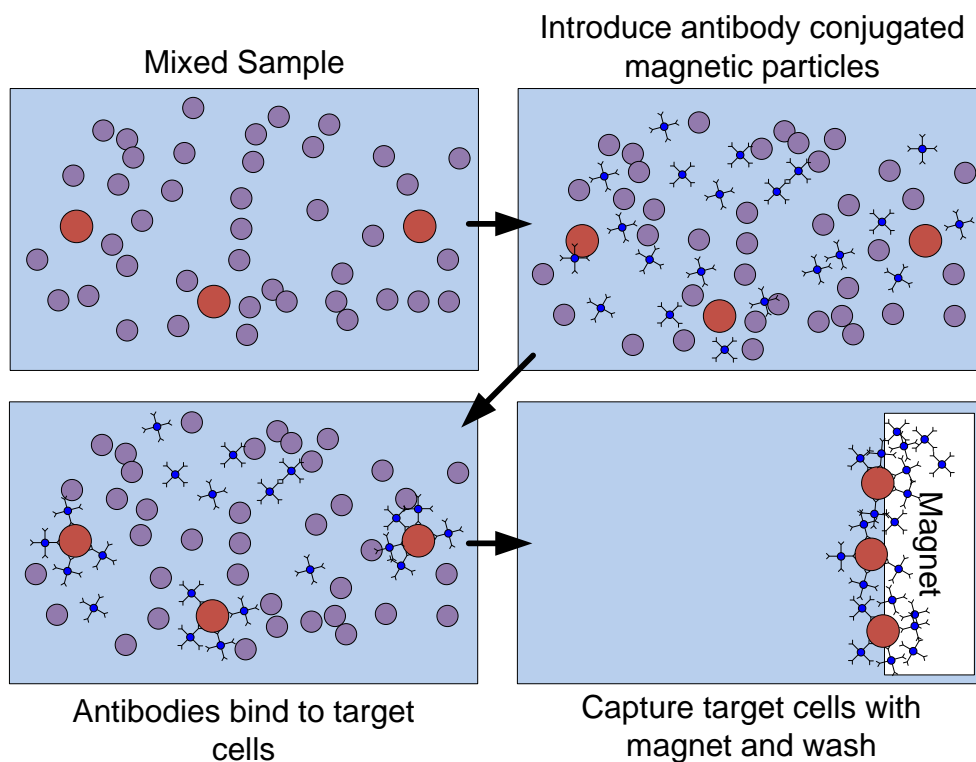 Mixed Sample
Introduce antibody conjugated
magnetic particles
Antibodies bind to target
cells
Magnet
Capture target cells with
magnet and wash